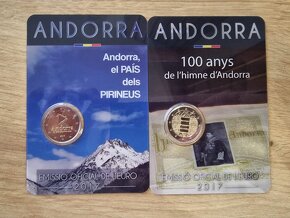 ANDORRA
Andorra,
el PAÍS
dels
PIRINEUS
EMISSIÓ OFICIAL DE L'EURO
2017
ANDORRA
100 anys
de l'himne d'Andorra
EMISSIÓ OFICIAL DE L'EURO
2017